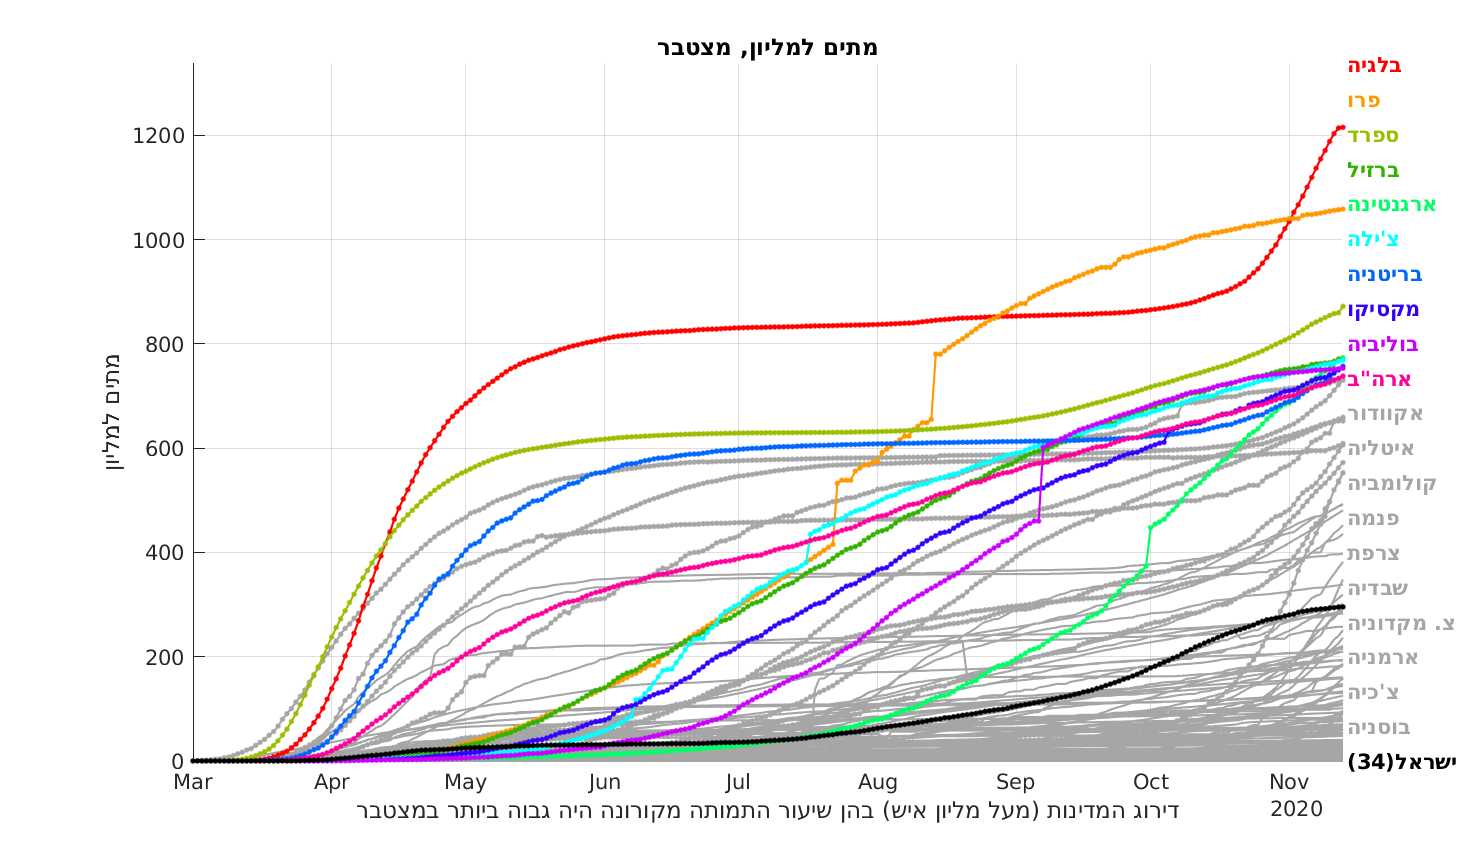 מתים למליון, מצטבר
מתים למליון
1200
1000
800
600
400
200
0
Mar
Apr
May
Jun
Jul
Aug
Sep
Oct
Nov
2020
דירוג המדינות (מעל מליון איש) בהן שיעור התמותה מקורונה היה גבוה ביותר במצטבר
בלגיה
פרו
ספרד
ברזיל
ארגנטינה
צ'ילה
בריטניה
מקסיקו
בוליביה
ארה"ב
אקוודור
איטליה
קולומביה
פנמה
צרפת
שבדיה
צ. מקדוניה
ארמניה
צ'כיה
בוסניה
ישראל(34)